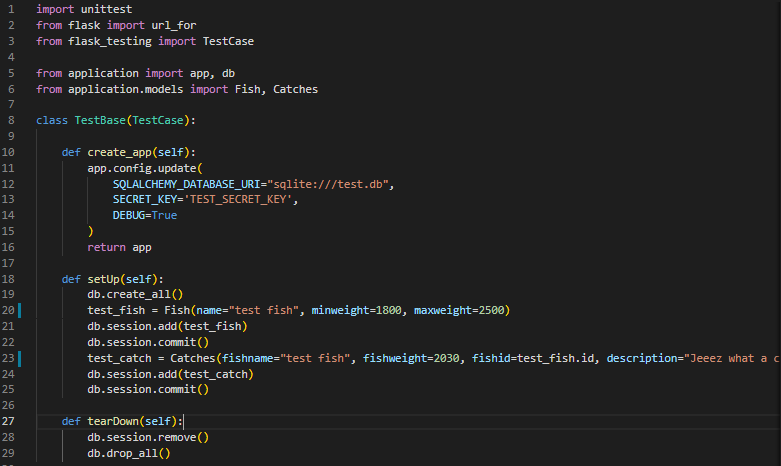 1 import unittest
2 from flask import url_for
3 from flask_testing import TestCase
4
5 from application import app, db
6 from application.models import Fish, Catches
7
8 class TestBase(TestCase):
9
10     def create_app(self):
11         app.config.update(
12             SQLALCHEMY_DATABASE_URI="sqlite:///test.db",
13             SECRET_KEY='TEST_SECRET_KEY',
14             DEBUG=True
15         )
16         return app
17
18     def setUp(self):
19         db.create_all()
20         test_fish = Fish(name="test fish", minweight=1800, maxweight=2500)
21         db.session.add(test_fish)
22         db.session.commit()
23         test_catch = Catches(fishname="test fish", fishweight=2030, fishid=test_fish.id, description="Jeeez what a c
24         db.session.add(test_catch)
25         db.session.commit()
26
27     def tearDown(self):
28         db.session.remove()
29         db.drop_all()